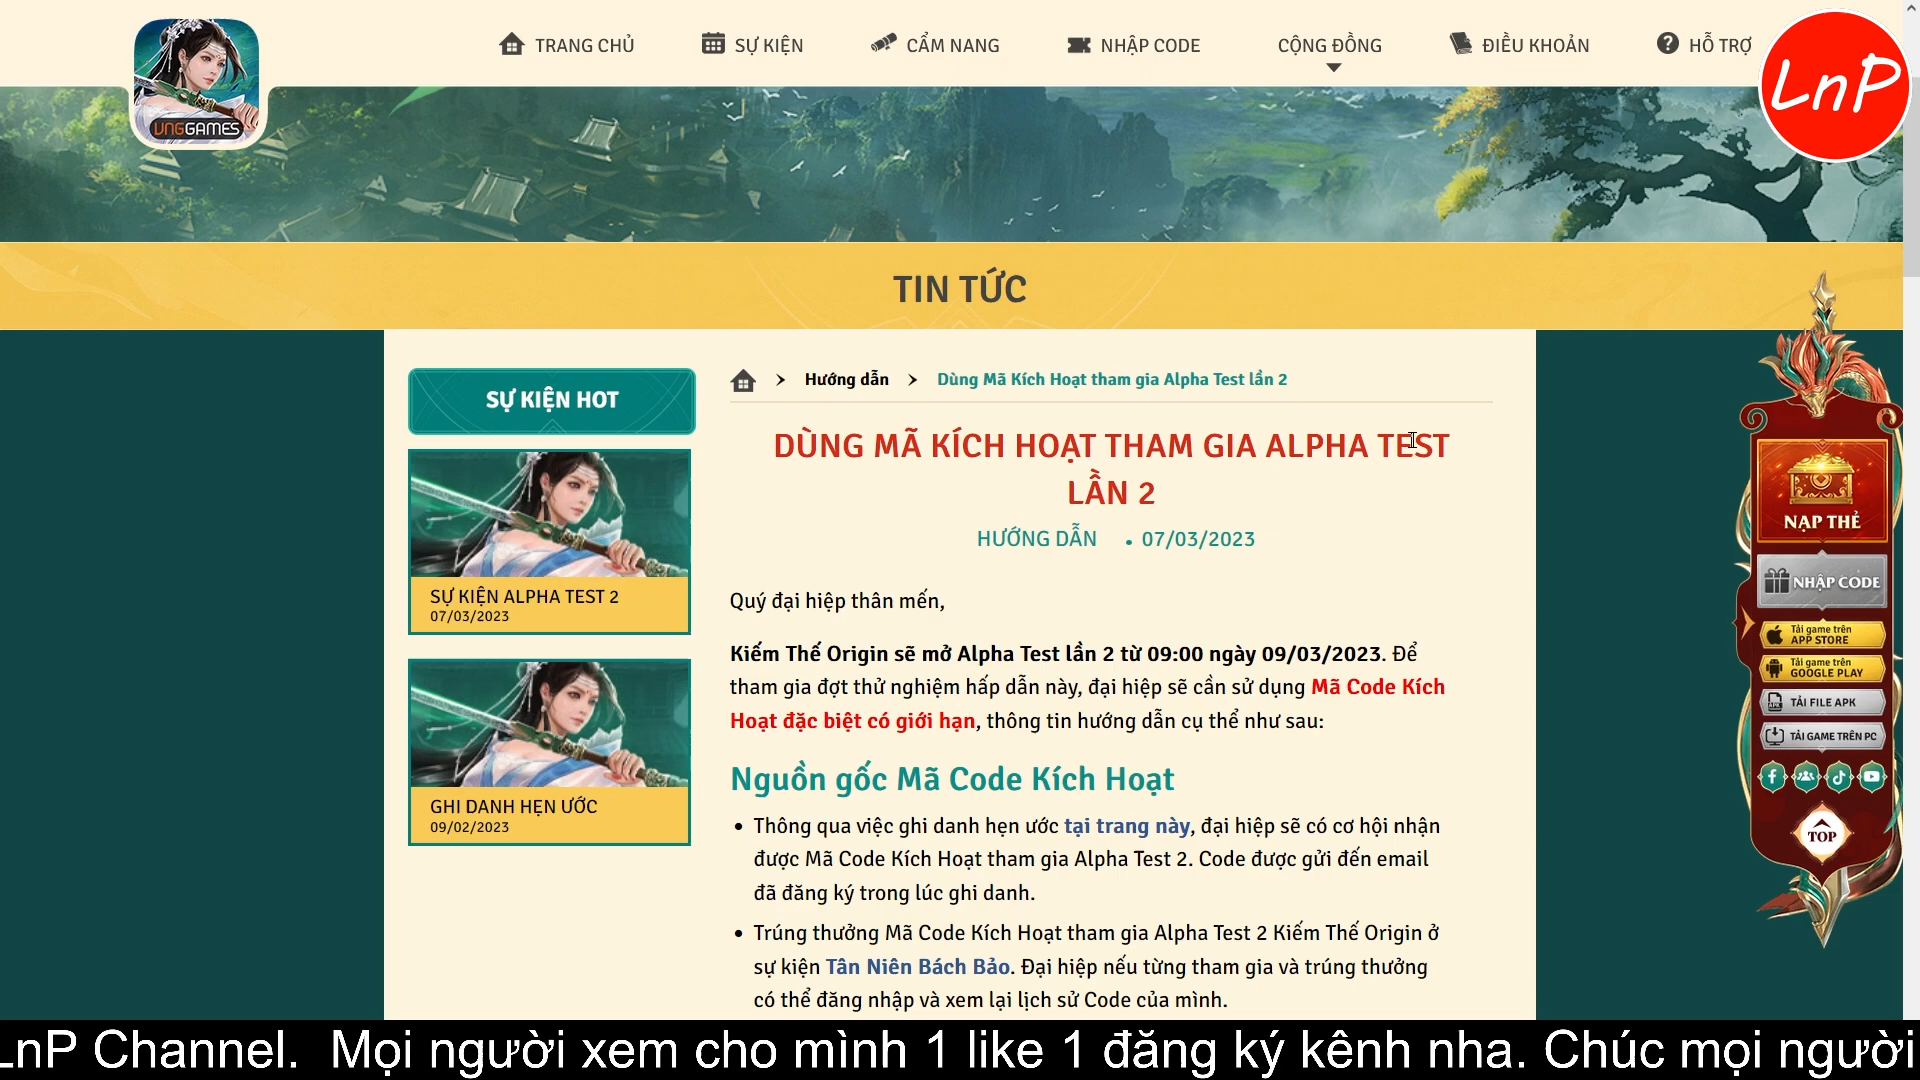 TRANG CHỦ
SỰ KIỆN
CẨM NANG
NHẬP CODE
CỘNG ĐỒNG
ĐIỀU KHOẢN
HỖ TRỢ
LnP
VNGGAMES
TIN TỨC
SỰ KIỆN HOT
SỰ KIỆN ALPHA TEST 2
07/03/2023
GHI DANH HẸN ƯỚC
09/02/2023
Hướng dẫn
Dùng Mã Kích Hoạt tham gia Alpha Test lần 2
DÙNG MÃ KÍCH HOẠT THAM GIA ALPHA TEST
LẦN 2
HƯỚNG DẪN • 07/03/2023
Quý đại hiệp thân mến,
Kiếm Thế Origin sẽ mở Alpha Test lần 2 từ 09:00 ngày 09/03/2023. Để
tham gia đợt thử nghiệm hấp dẫn này, đại hiệp sẽ cần sử dụng Mã Code Kích
Hoạt đặc biệt có giới hạn, thông tin hướng dẫn cụ thể như sau:
Nguồn gốc Mã Code Kích Hoạt
• Thông qua việc ghi danh hẹn ước tại trang này, đại hiệp sẽ có cơ hội nhận
được Mã Code Kích Hoạt tham gia Alpha Test 2. Code được gửi đến email
đã đăng ký trong lúc ghi danh.
• Trúng thưởng Mã Code Kích Hoạt tham gia Alpha Test 2 Kiếm Thế Origin ở
sự kiện Tân Niên Bách Bảo. Đại hiệp nếu từng tham gia và trúng thưởng
có thể đăng nhập và xem lại lịch sử Code của mình.
NẠP THẺ
NHẬP CODE
Tải game trên
APP STORE
Tải game trên
GOOGLE PLAY
TẢI FILE APK
TẢI GAME TRÊN PC
TOP
LnP Channel. Mọi người xem cho mình 1 like 1 đăng ký kênh nha. Chúc mọi người